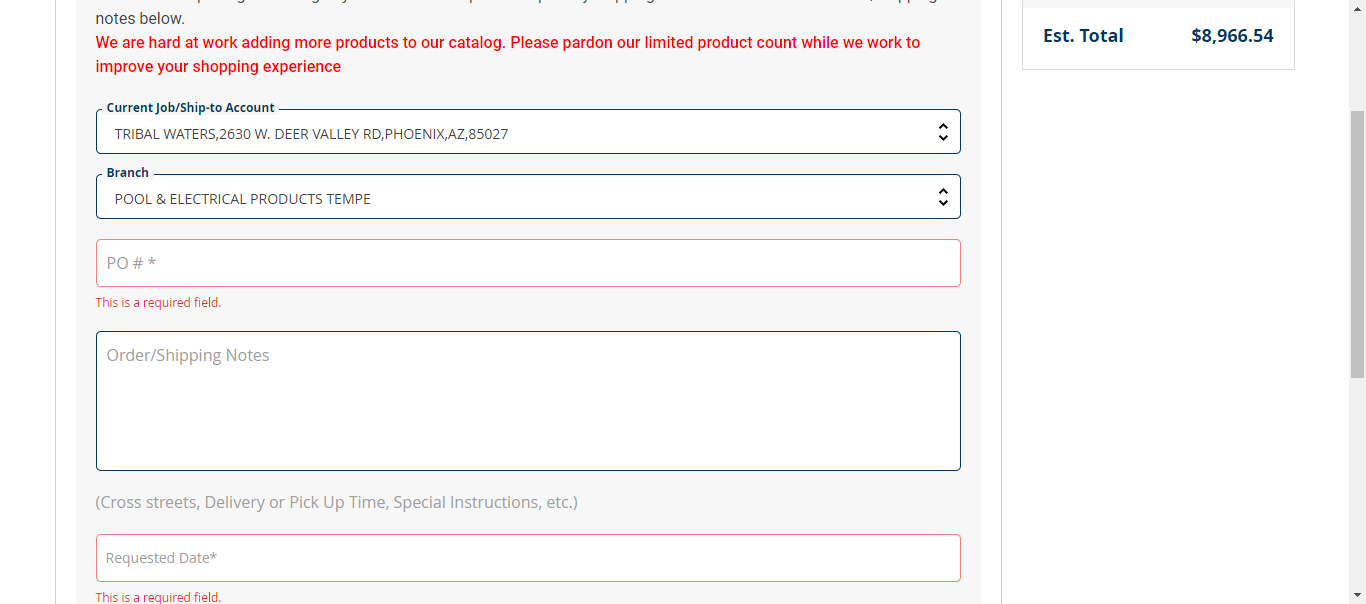 notes below.
We are hard at work adding more products to our catalog. Please pardon our limited product count while we work to
improve your shopping experience
Current Job/Ship-to Account
TRIBAL WATERS,2630 W. DEER VALLEY RD,PHOENIX,AZ,85027
Branch
POOL & ELECTRICAL PRODUCTS TEMPE
PO # *
This is a required field.
Order/Shipping Notes
(Cross streets, Delivery or Pick Up Time, Special Instructions, etc.)
Requested Date*
This is a required field.
Est. Total $8,966.54